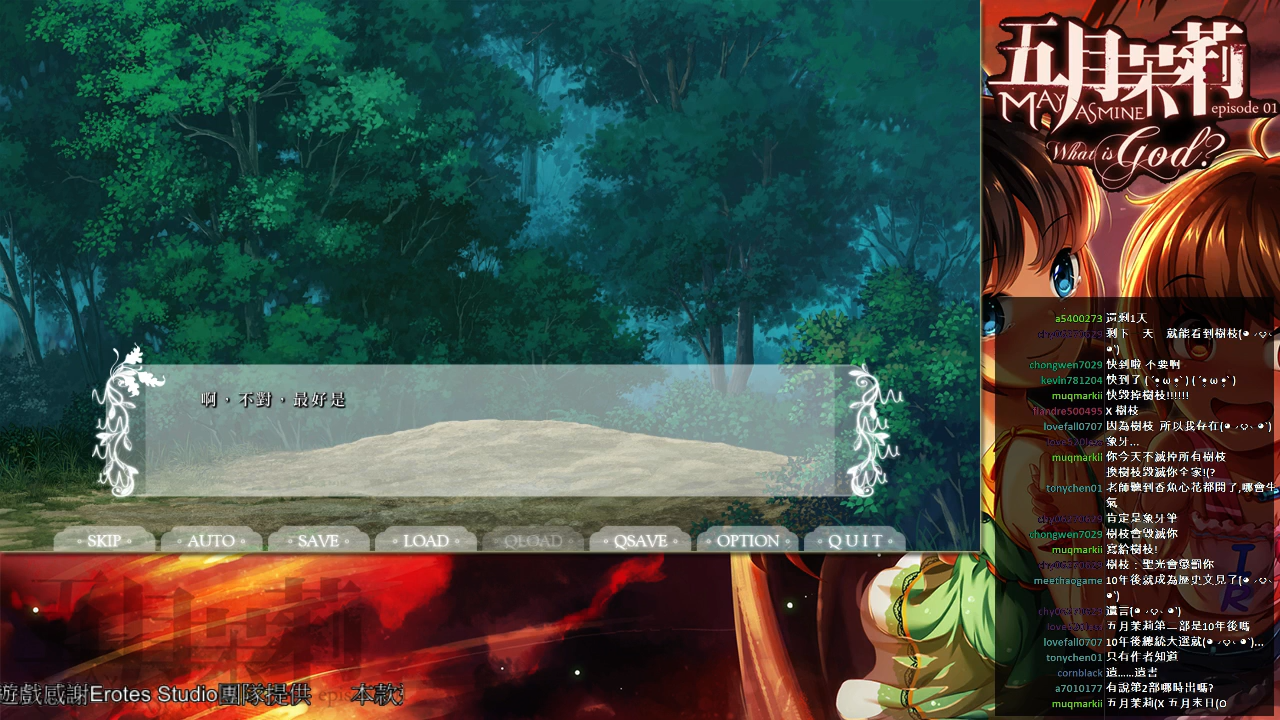 五月茉莉
MAY JASMINE episode 01
What is God?
啊，不對，最好是
SKIP
AUTO
SAVE
LOAD
QLOAD
QSAVE
OPTION
QUIT
a5400273 還剩1天
剩下　天　就能看到樹枝(
chongwen7029 快到啦 不要啊
kevin781204 快到了
muqmarkii 快毀掉樹枝!!!!!!
flandre500495 X 樹枝
lovefall0707 因為樹枝 所以我存在(
象牙...
muqmarkii 你今天不滅掉所有樹枝
換樹枝毀滅你全家!(?
tonychen01 老師聽到香魚心花都開了,哪會生
氣
肯定是象牙筆
chongwen7029 樹枝會毀滅你
muqmarkii 寫給樹枝!
樹枝：聖光會懲罰你
meethaogame 10年後就成為歷史文見了(
遺言(
五月茉莉第二部是10年後嗎
lovefall0707 10年後總統大選就(
tonychen01 只有作者知道
cornblack 遺......遺書
a7010177 有說第2部哪時出嗎?
muqmarkii 五月茉莉(X 五月末日(O
遊戲感謝Erotes Studio團隊提供　本款